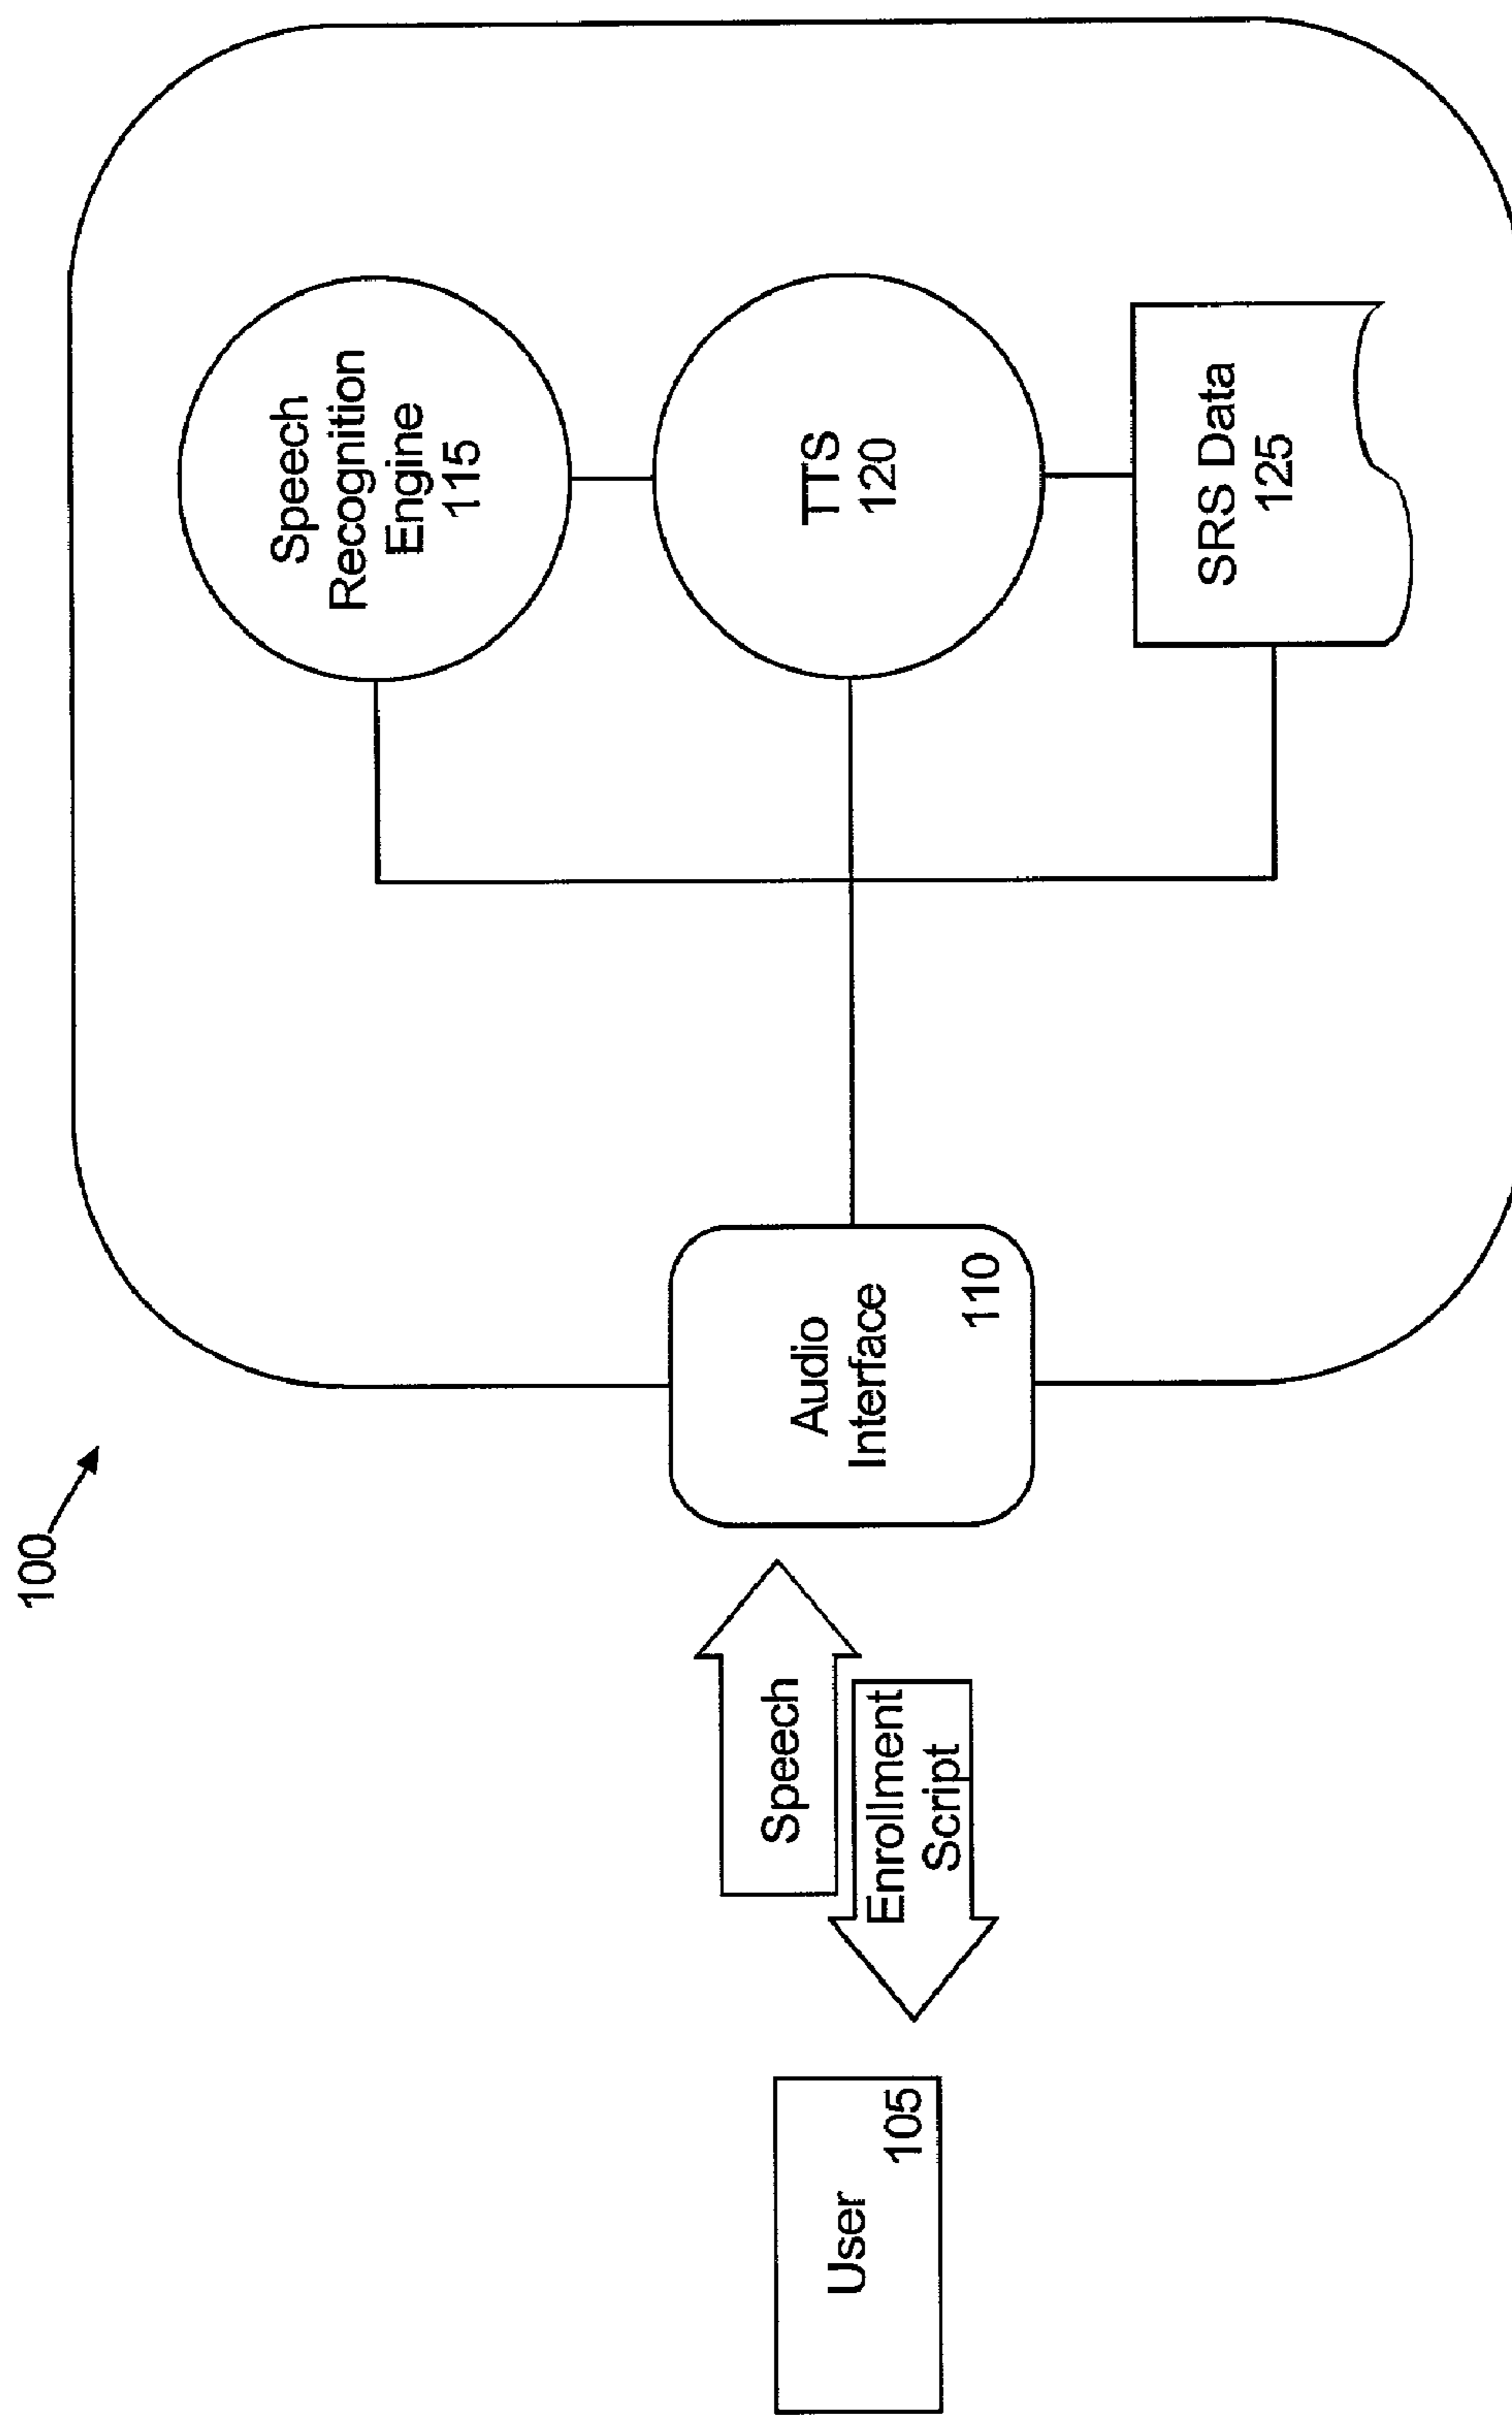 100
User
105
Speech
Enrollment
Script
Audio
Interface
110
Speech
Recognition
Engine
115
TTS
120
SRS Data
125